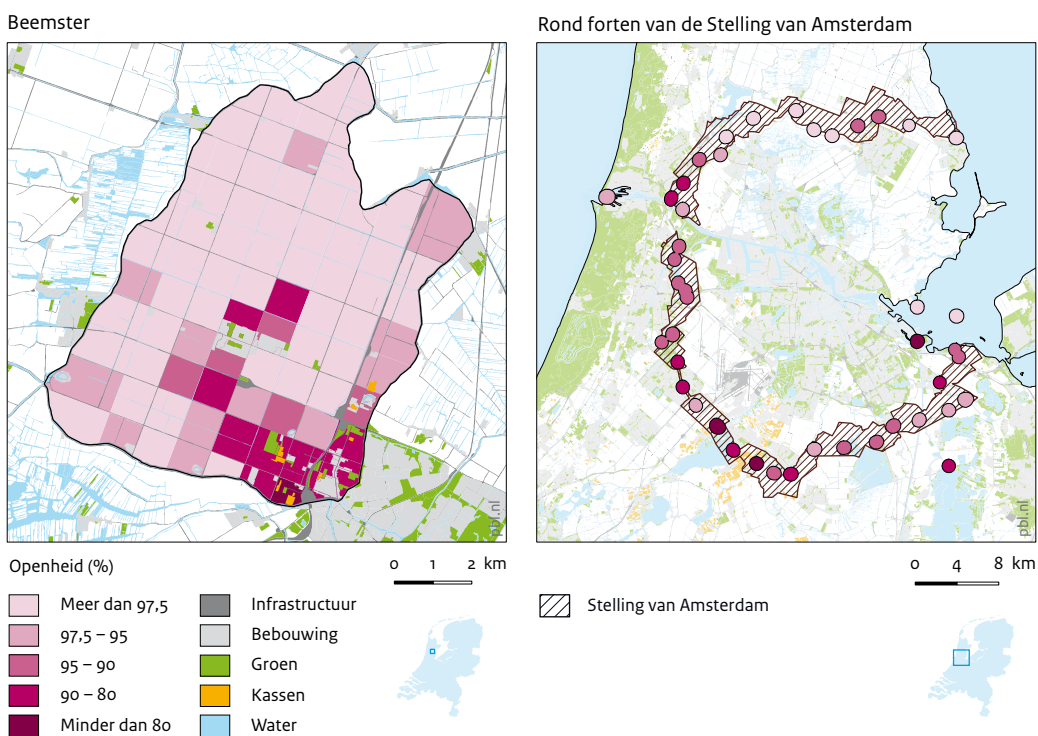 Beemster
Rond forten van de Stelling van Amsterdam
pbl.nl
pbl.nl
Openheid (%)
Meer dan 97,5
97,5 – 95
95 – 90
90 – 80
Minder dan 80
Infrastructuur
Bebouwing
Groen
Kassen
Water
0 1 2 km
Stelling van Amsterdam
0 4 8 km